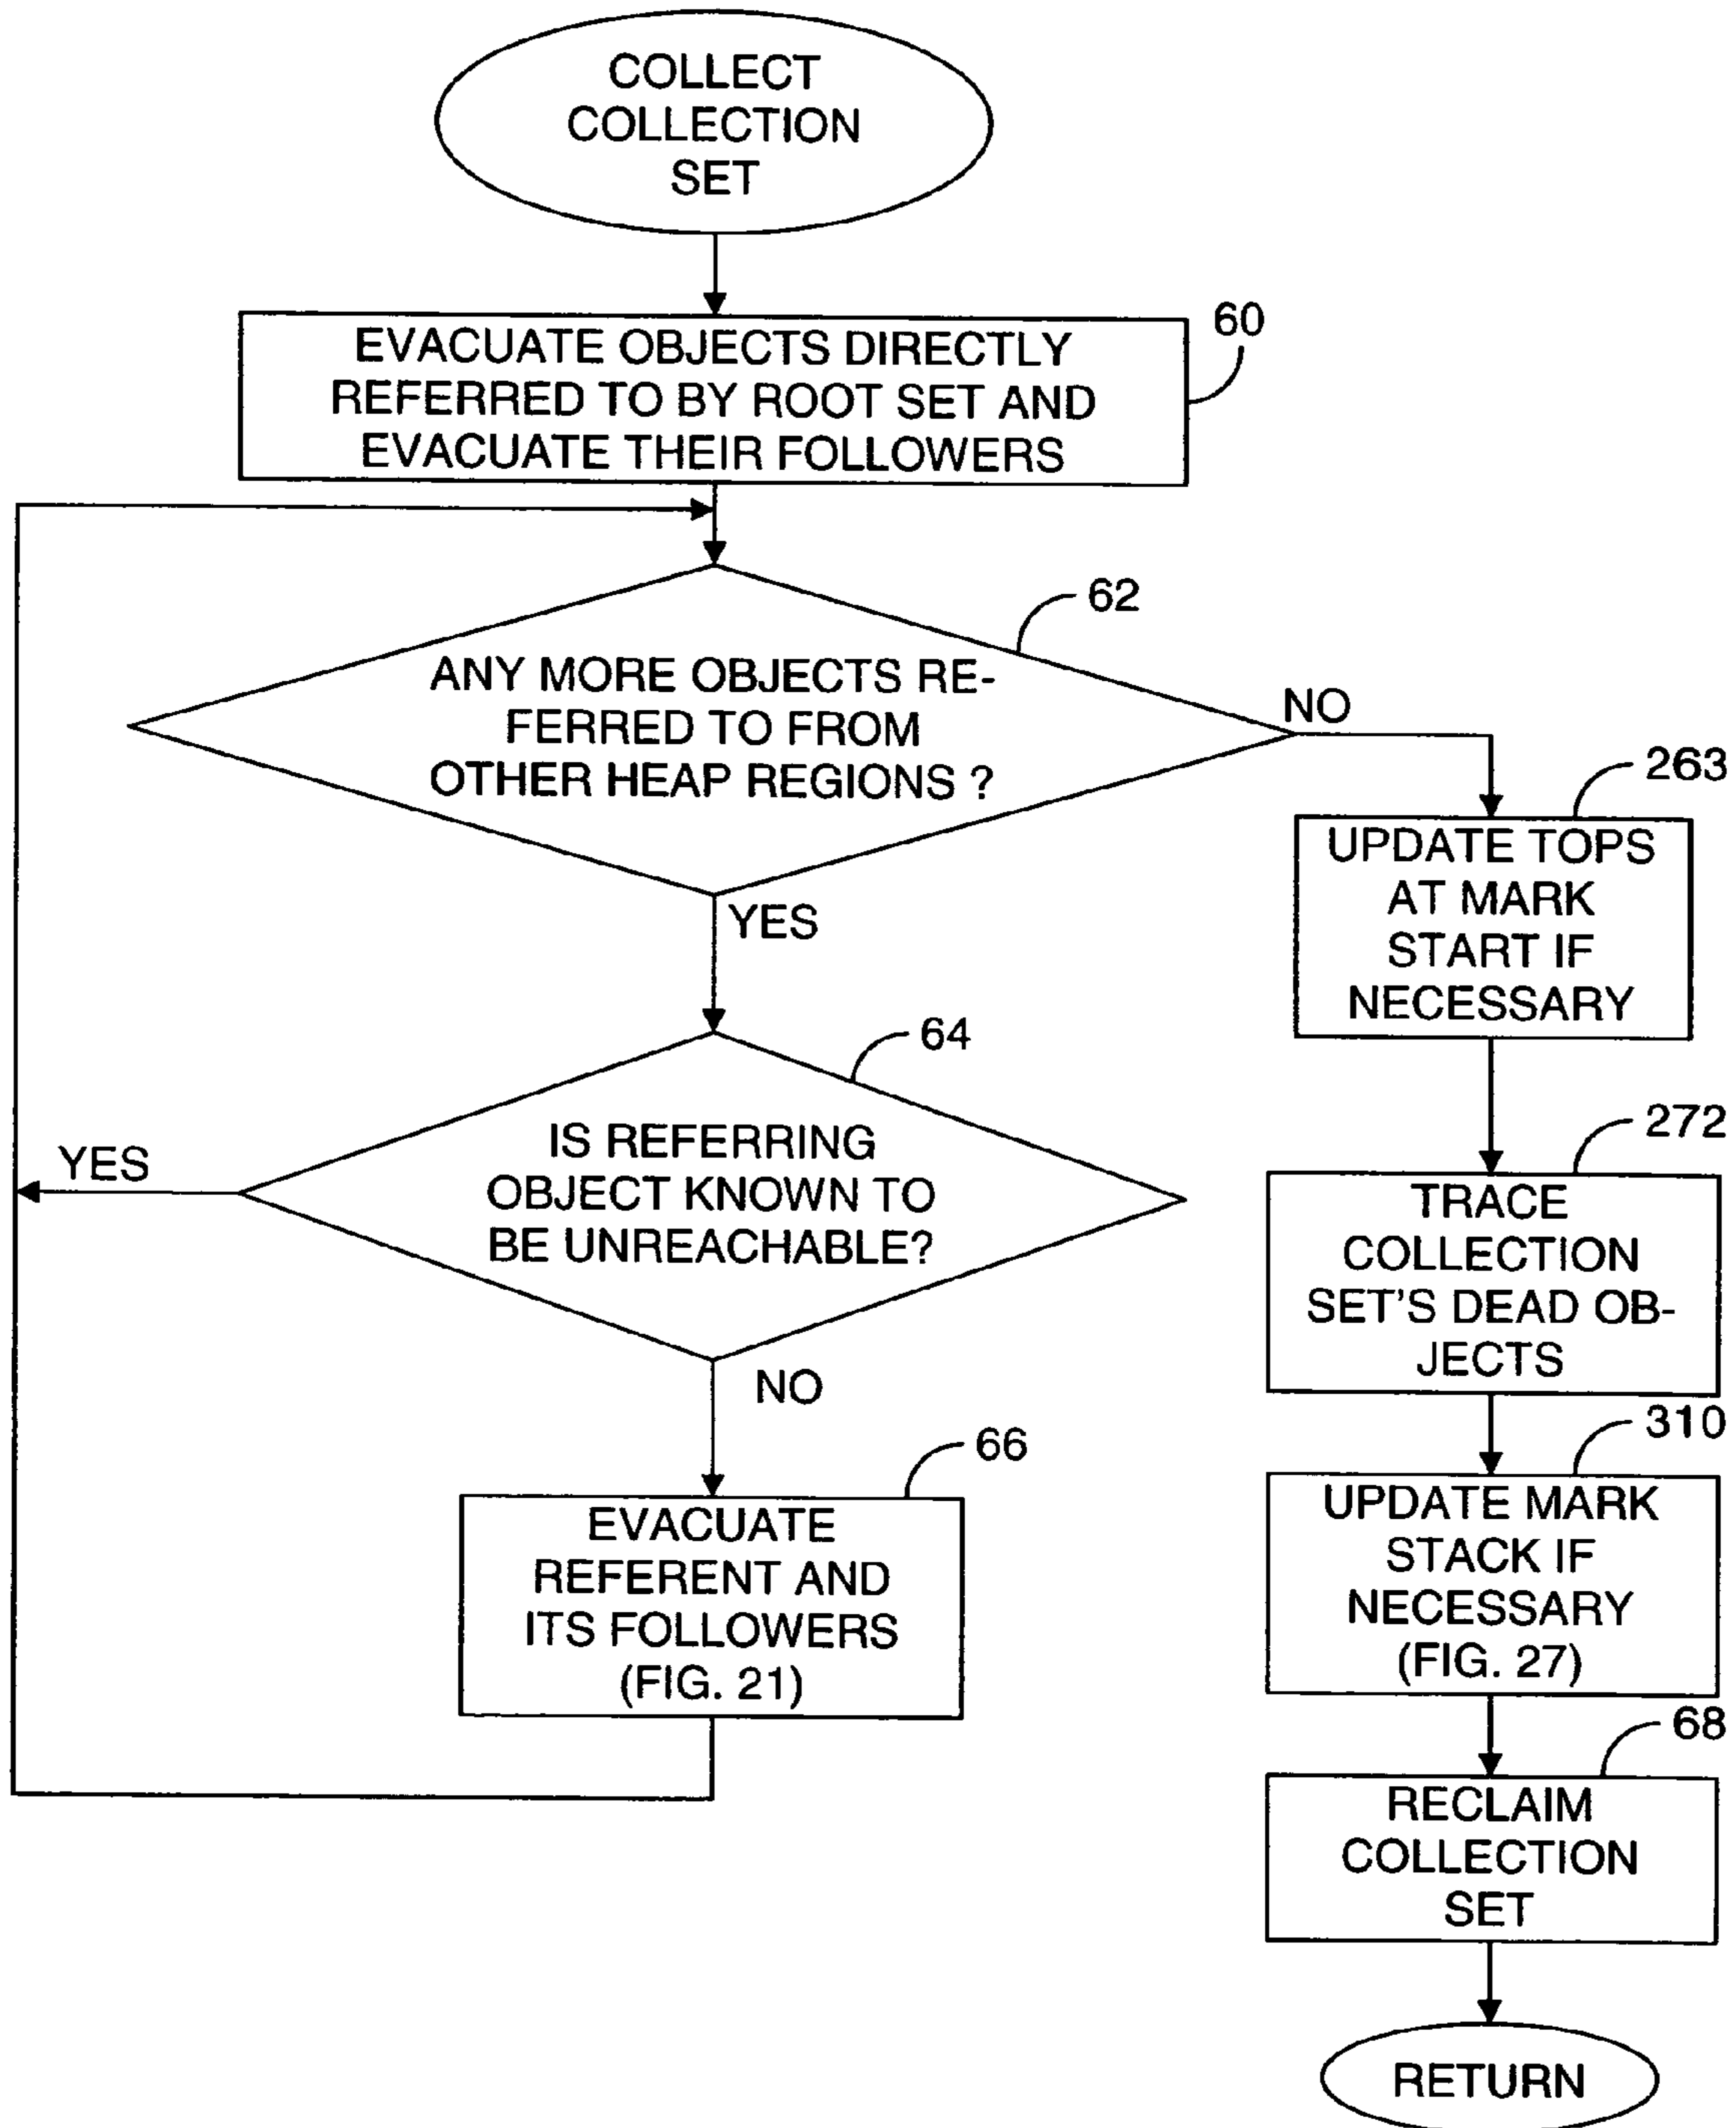 COLLECT
COLLECTION
SET
EVACUATE OBJECTS DIRECTLY
REFERRED TO BY ROOT SET AND
EVACUATE THEIR FOLLOWERS
60
62
ANY MORE OBJECTS RE-
FERRED TO FROM
OTHER HEAP REGIONS ?
NO
YES
64
IS REFERRING
OBJECT KNOWN TO
BE UNREACHABLE?
YES
NO
66
EVACUATE
REFERENT AND
ITS FOLLOWERS
(FIG. 21)
263
UPDATE TOPS
AT MARK
START IF
NECESSARY
272
TRACE
COLLECTION
SET'S DEAD OB-
JECTS
310
UPDATE MARK
STACK IF
NECESSARY
(FIG. 27)
68
RECLAIM
COLLECTION
SET
RETURN